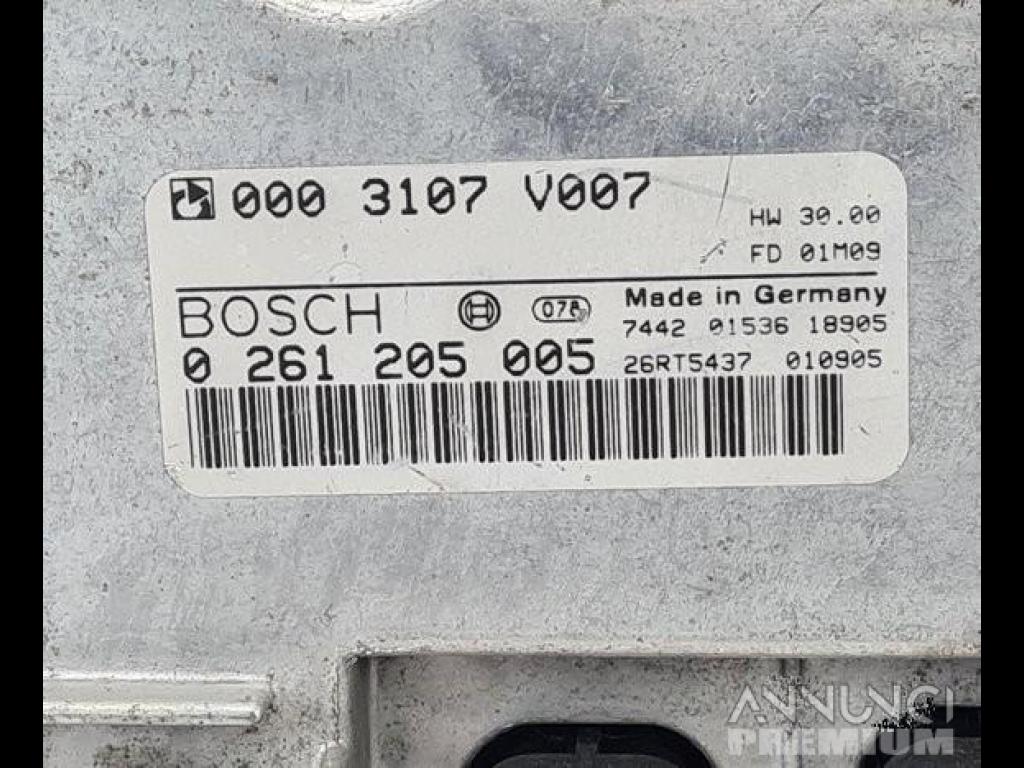 000 3107 V007
HW 30.00
FD 01M09
BOSCH
Made in Germany
0 261 205 005
7442 01536 18905
26RT5437 010905
ANNUNCI
PREMIUM